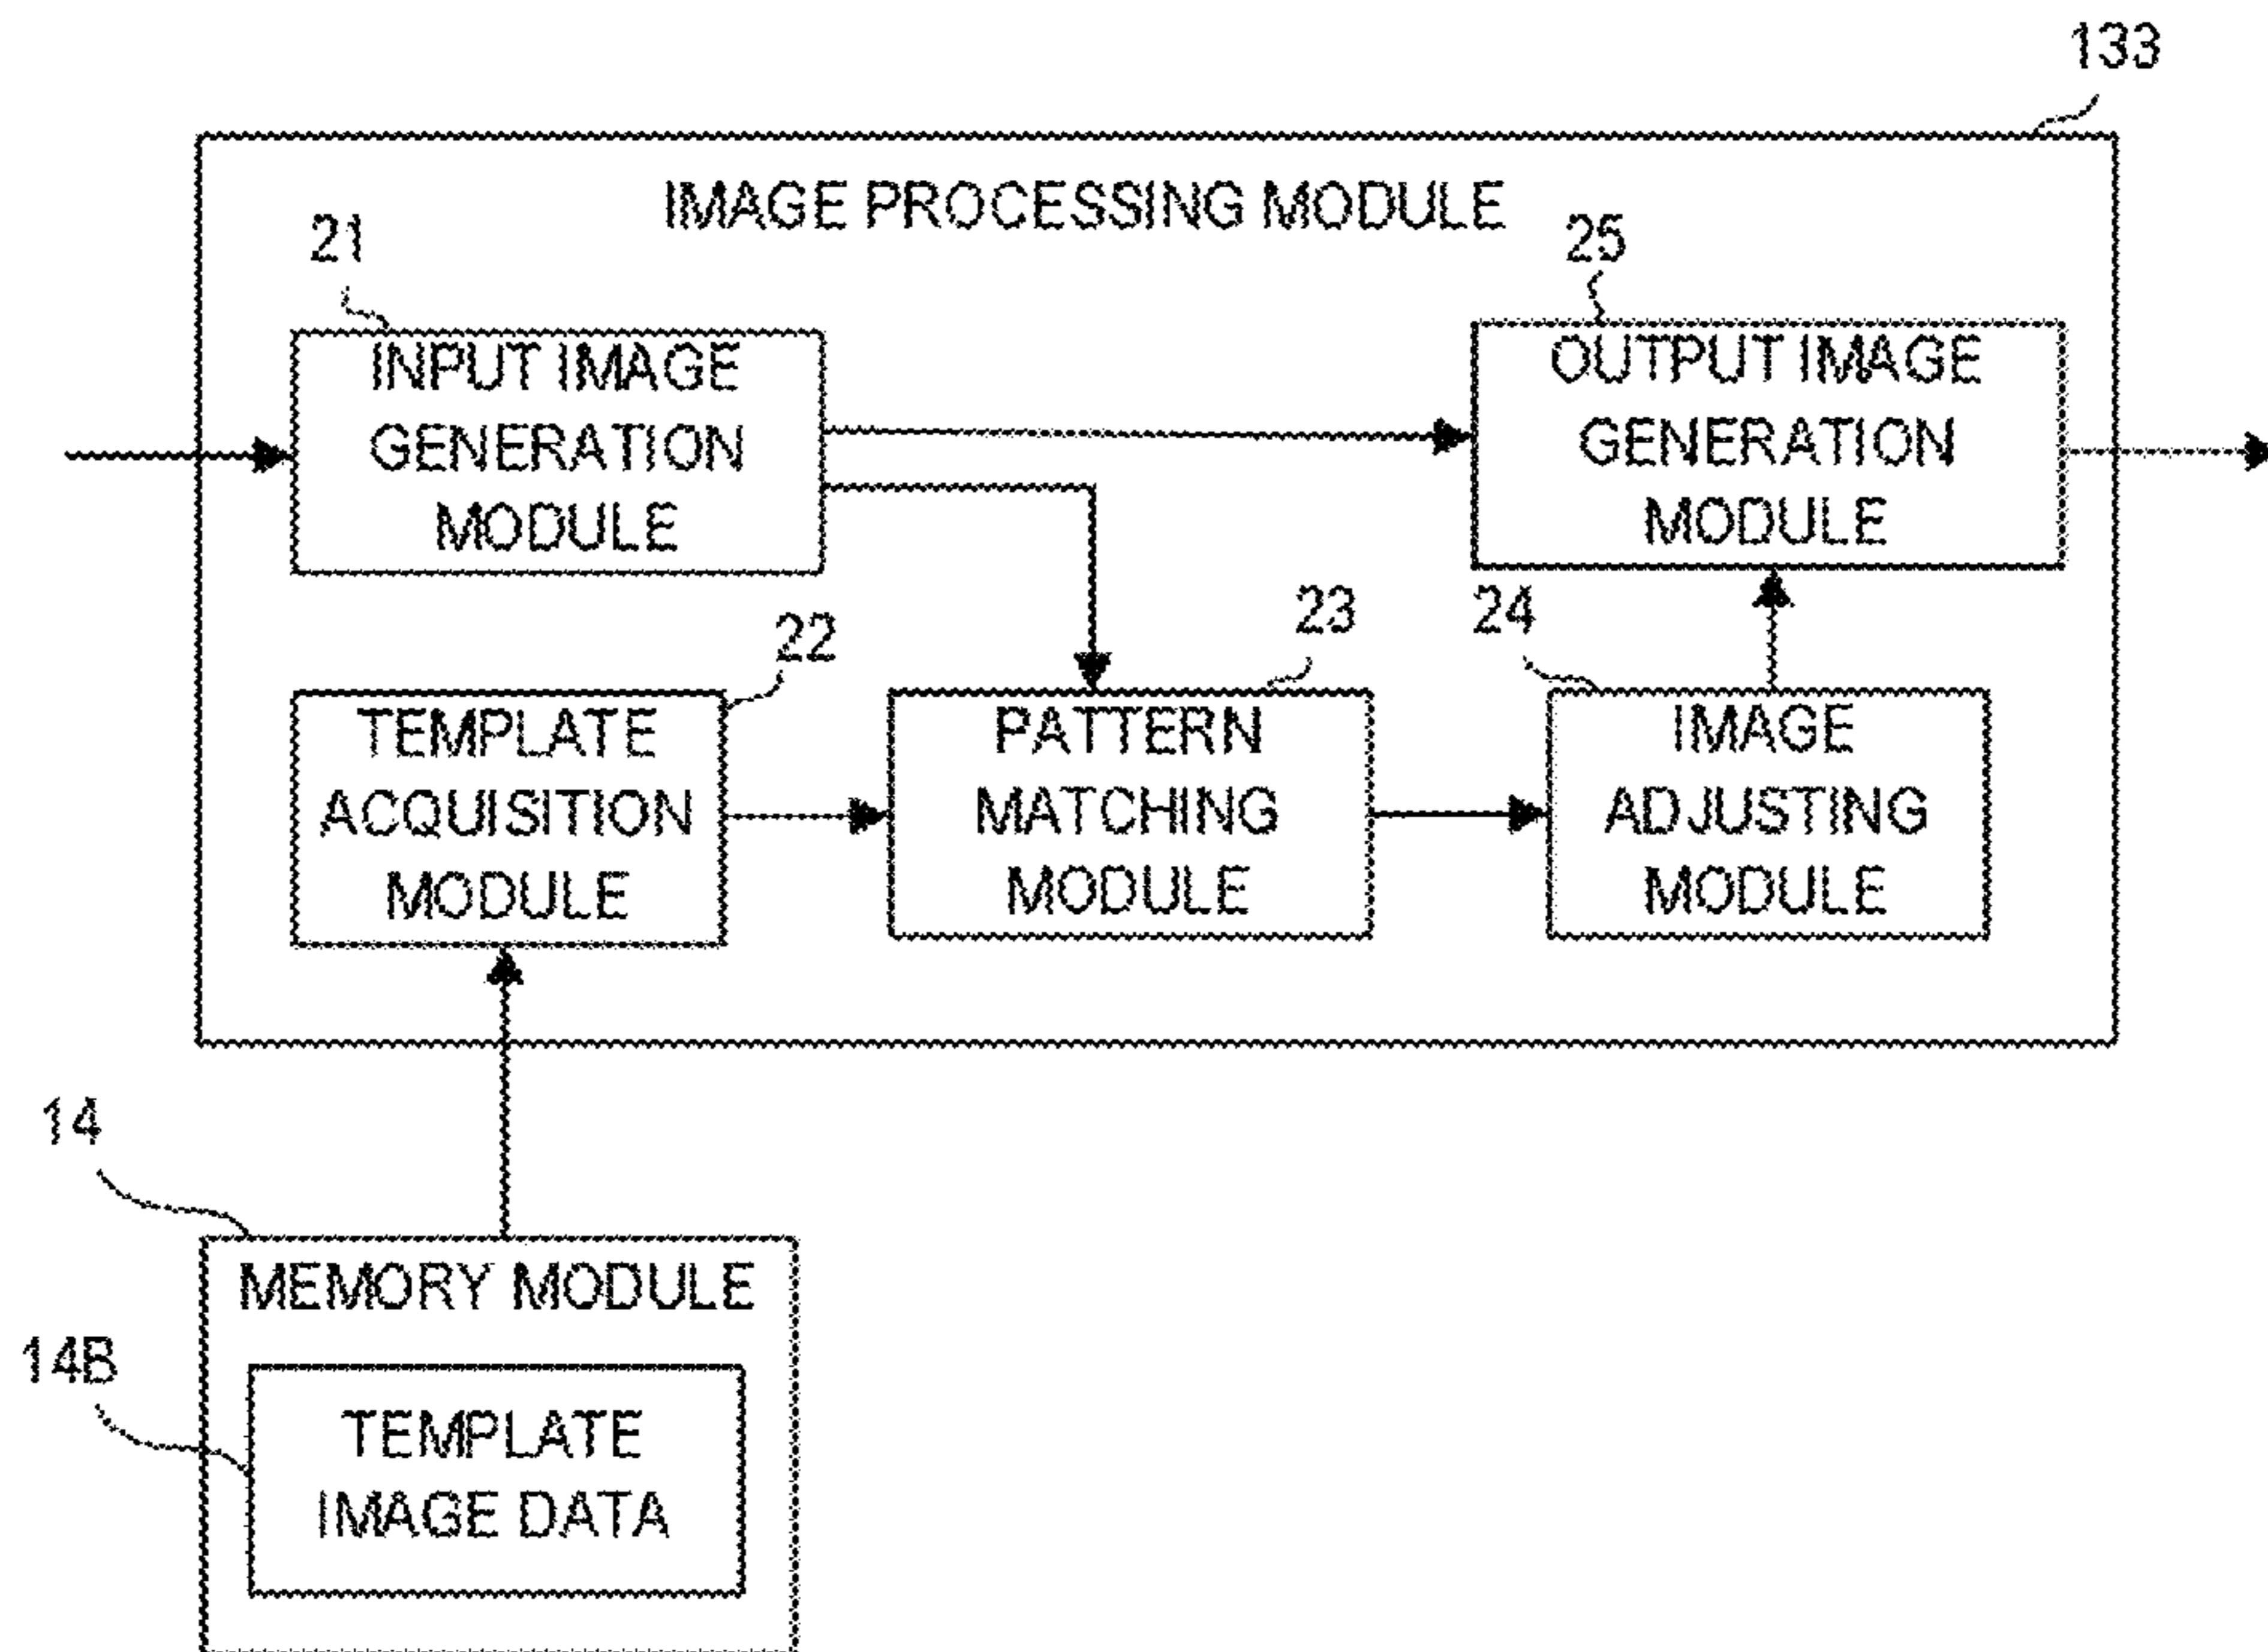 133
IMAGE PROCESSING MODULE
21
25
INPUT IMAGE
GENERATION
MODULE
OUTPUT IMAGE
GENERATION
MODULE
22
23
24
TEMPLATE
ACQUISITION
MODULE
PATTERN
MATCHING
MODULE
IMAGE
ADJUSTING
MODULE
14
MEMORY MODULE
14B
TEMPLATE
IMAGE DATA